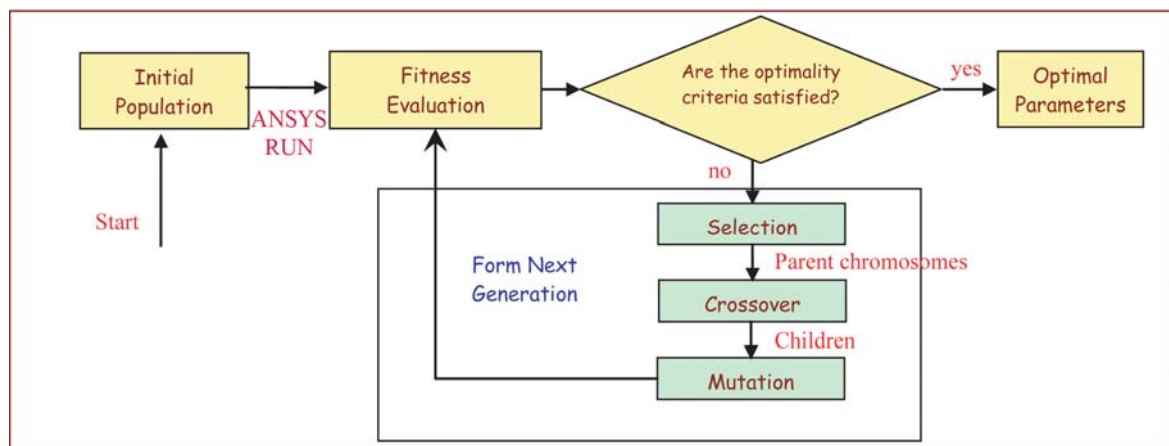 Initial
Population
Start
ANSYS
RUN
Fitness
Evaluation
Are the optimality
criteria satisfied?
yes
Optimal
Parameters
no
Form Next
Generation
Selection
Parent chromosomes
Crossover
Children
Mutation